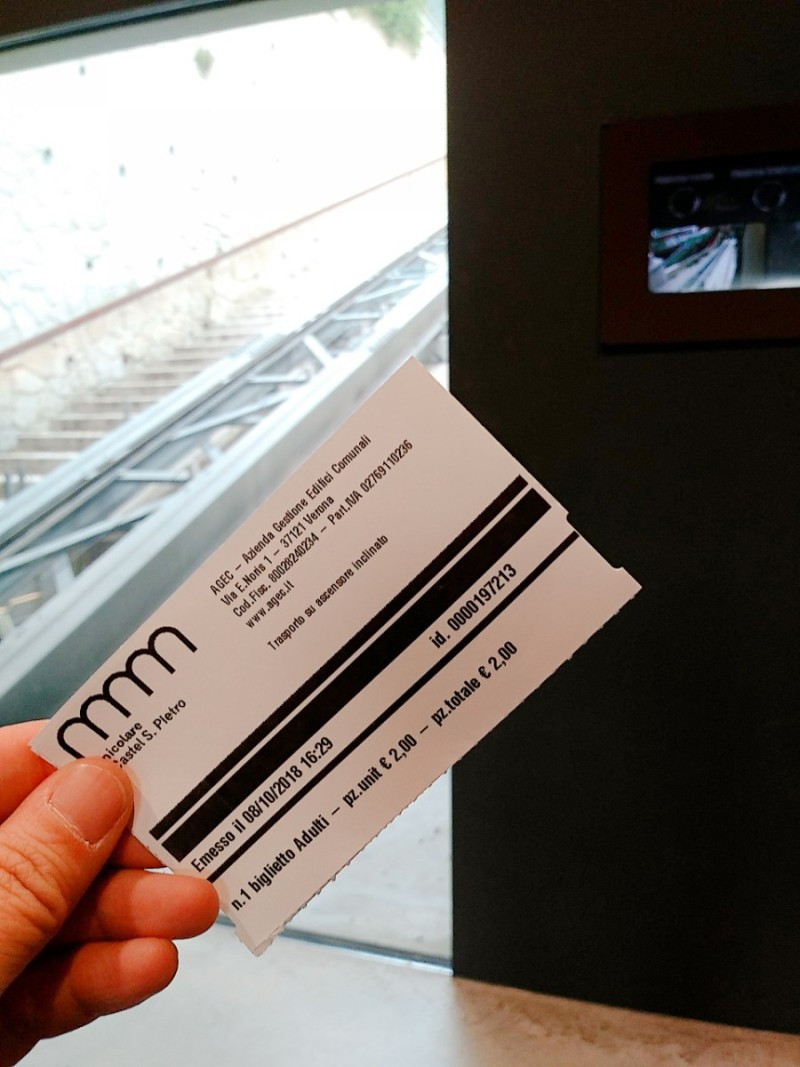 nicolare
Castel S. Pietro
AGEC – Azienda Gestione Edifici Comunali
Via E.Noris 1 – 37121 Verona
Cod.Fisc. 80028240234 – Part.IVA 02769110236
www.agec.it
Trasporto su ascensore inclinato
Emesso il 08/10/2018 16:29 id. 0000197213
n.1 biglietto Adulti – pz.unit € 2,00 – pz.totale € 2,00